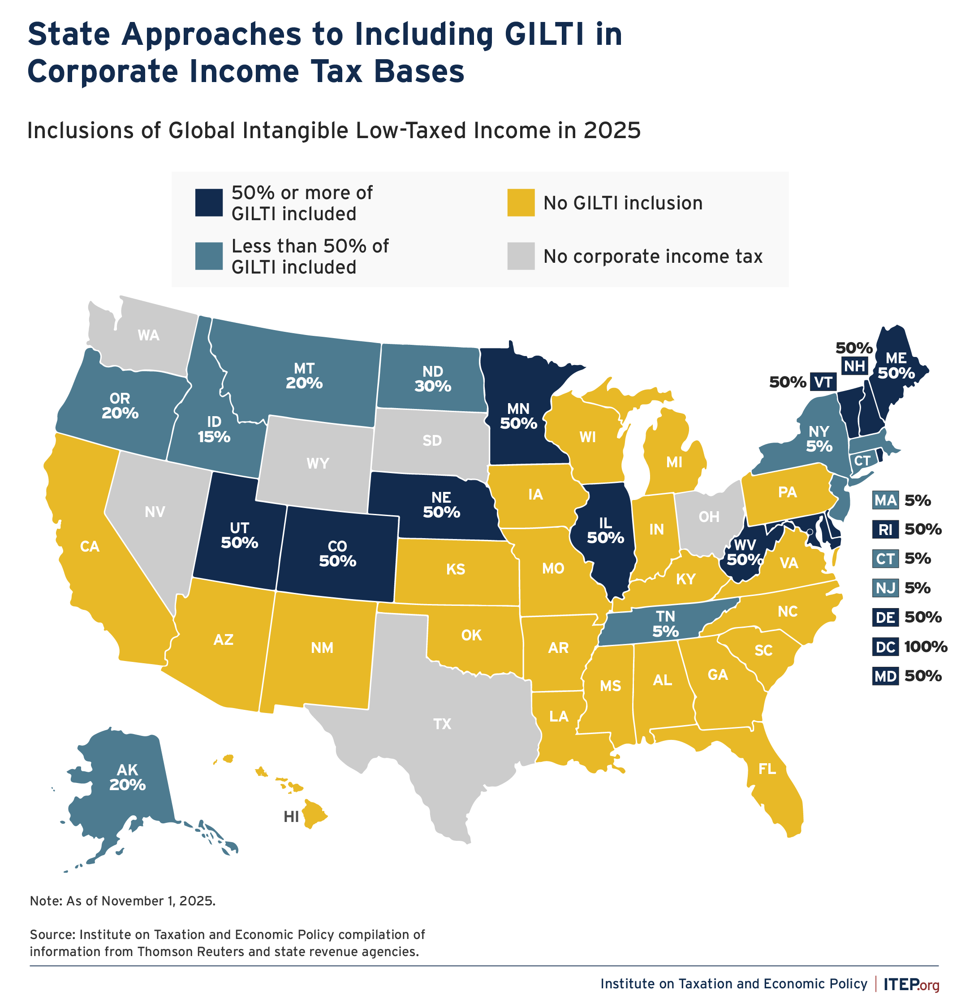 State Approaches to Including GILTI in
Corporate Income Tax Bases
Inclusions of Global Intangible Low-Taxed Income in 2025
50% or more of
GILTI included
No GILTI inclusion
Less than 50% of
GILTI included
No corporate income tax
WA
OR
20%
ID
15%
MT
20%
ND
30%
MN
50%
50%
NH
ME
50%
50% VT
NY
5%
WI
MI
SD
WY
CT
NE
50%
IA
PA
NV
UT
50%
CO
50%
IL
50%
IN
OH
WV
50%
VA
CA
KS
MO
KY
MA 5%
RI 50%
CT 5%
NJ 5%
DE 50%
DC 100%
MD 50%
TN
5%
NC
AZ
NM
OK
AR
SC
MS
AL
GA
LA
TX
FL
AK
20%
HI
Note: As of November 1, 2025.
Source: Institute on Taxation and Economic Policy compilation of
information from Thomson Reuters and state revenue agencies.
Institute on Taxation and Economic Policy | ITEP.org